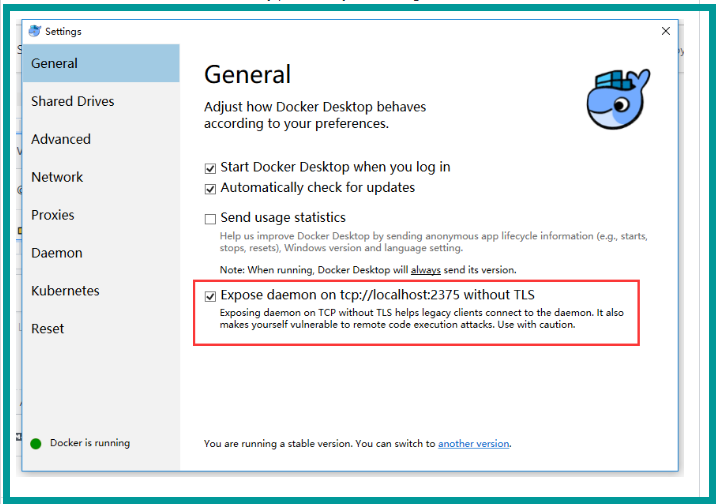 Settings
General
Shared Drives
Advanced
Network
Proxies
Daemon
Kubernetes
Reset
Docker is running
General
Adjust how Docker Desktop behaves
according to your preferences.
Start Docker Desktop when you log in
Automatically check for updates
Send usage statistics
Help us improve Docker Desktop by sending anonymous app lifecycle information (e.g., starts,
stops, resets), Windows version and language setting.
Note: When running, Docker Desktop will always send its version.
Expose daemon on tcp://localhost:2375 without TLS
Exposing daemon on TCP without TLS helps legacy clients connect to the daemon. It also
makes yourself vulnerable to remote code execution attacks. Use with caution.
You are running a stable version. You can switch to another version.